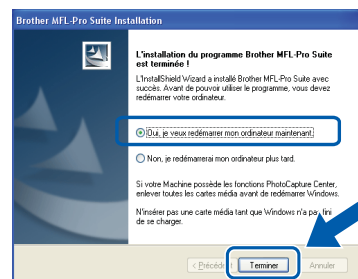 Brother MFL-Pro Suite Installation
L'installation du programme Brother MFL-Pro Suite
est terminée !
L'InstallShield Wizard a installé Brother MFL-Pro Suite avec
succès. Avant de pouvoir utiliser le programme, vous devez
redémarrer votre ordinateur.
Oui, je veux redémarrer mon ordinateur maintenant.
Non, je redémarrerai mon ordinateur plus tard.
Si votre Machine possède les fonctions PhotoCapture Center,
enlever toutes les cartes média avant de redémarrer Windows.
N'insérer pas une carte média tant que Windows n'a pas fini
de se charger.
< Précédent
Terminer
Annuler